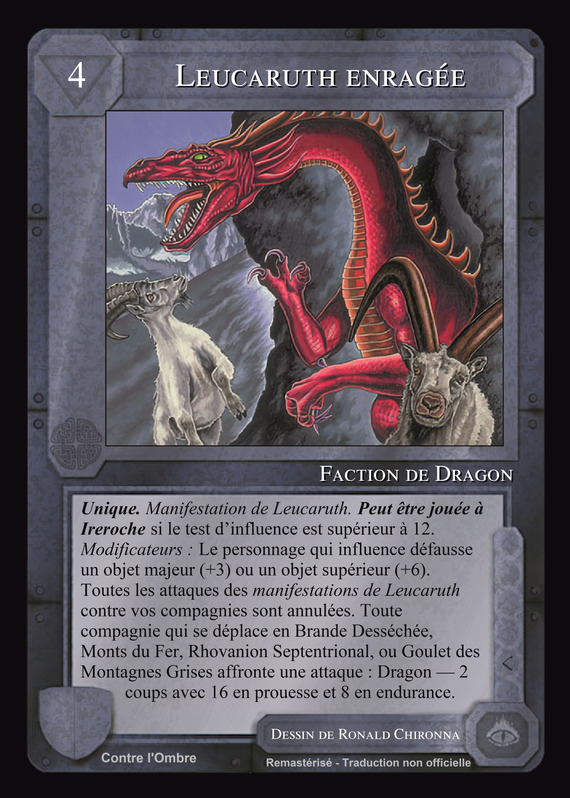 4
Leucaruth enragée
Faction de Dragon
Unique. Manifestation de Leucaruth. Peut être jouée à
Ireroche si le test d’influence est supérieur à 12.
Modificateurs : Le personnage qui influence défausse
un objet majeur (+3) ou un objet supérieur (+6).
Toutes les attaques des manifestations de Leucaruth
contre vos compagnies sont annulées. Toute
compagnie qui se déplace en Brande Desséchée,
Monts du Fer, Rhovanion Septentrional, ou Goulet des
Montagnes Grises affronte une attaque : Dragon — 2
coups avec 16 en prouesse et 8 en endurance.
Dessin de Ronald Chironna
Contre l'Ombre
Remastérisé - Traduction non officielle